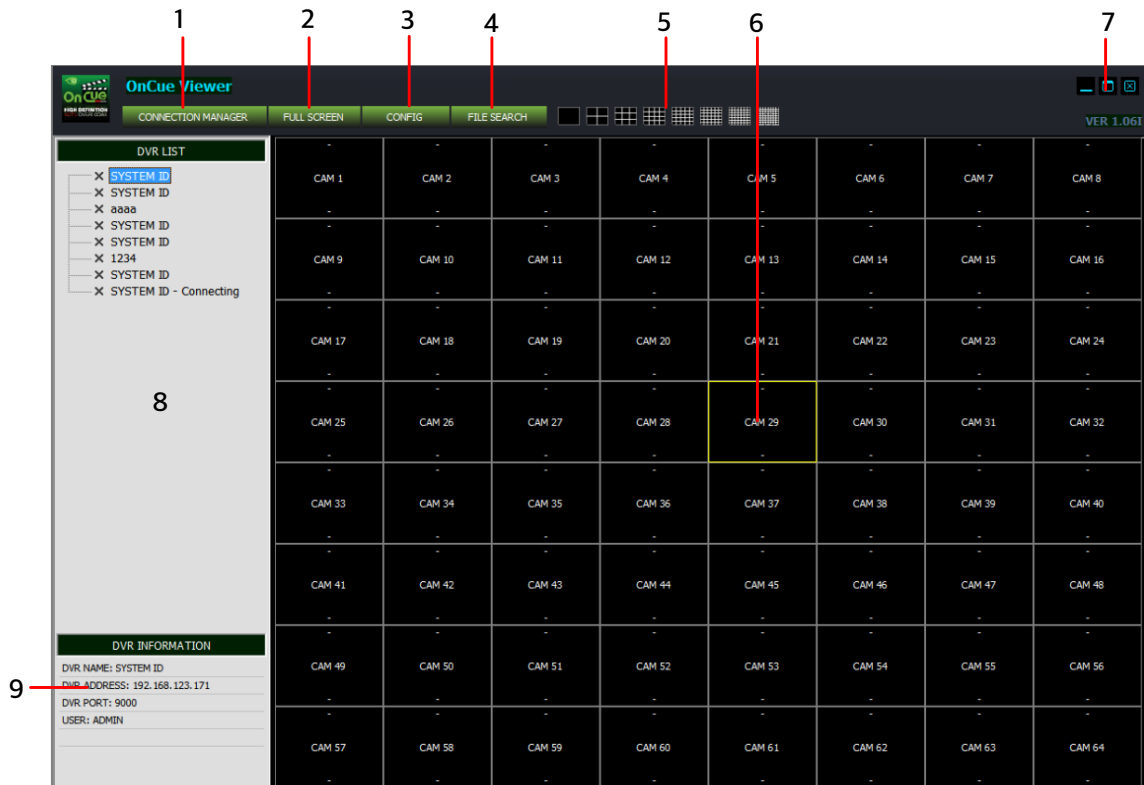 1 2 3 4 5 6 7
OnCue Viewer
OnCue
HIGH DEFINITION
CONNECTION MANAGER FULL SCREEN CONFIG FILE SEARCH
VER 1.06I
DVR LIST
SYSTEM ID
SYSTEM ID
aaaa
SYSTEM ID
SYSTEM ID
1234
SYSTEM ID
SYSTEM ID - Connecting
8
DVR INFORMATION
DVR NAME: SYSTEM ID
9
DVR ADDRESS: 192.168.123.171
DVR PORT: 9000
USER: ADMIN
- - - - - - - -
CAM 1 CAM 2 CAM 3 CAM 4 CAM 5 CAM 6 CAM 7 CAM 8
- - - - - - - -
- - - - - - - -
CAM 9 CAM 10 CAM 11 CAM 12 CAM 13 CAM 14 CAM 15 CAM 16
- - - - - - - -
- - - - - - - -
CAM 17 CAM 18 CAM 19 CAM 20 CAM 21 CAM 22 CAM 23 CAM 24
- - - - - - - -
- - - - - - - -
CAM 25 CAM 26 CAM 27 CAM 28 CAM 29 CAM 30 CAM 31 CAM 32
- - - - - - - -
- - - - - - - -
CAM 33 CAM 34 CAM 35 CAM 36 CAM 37 CAM 38 CAM 39 CAM 40
- - - - - - - -
- - - - - - - -
CAM 41 CAM 42 CAM 43 CAM 44 CAM 45 CAM 46 CAM 47 CAM 48
- - - - - - - -
- - - - - - - -
CAM 49 CAM 50 CAM 51 CAM 52 CAM 53 CAM 54 CAM 55 CAM 56
- - - - - - - -
- - - - - - - -
CAM 57 CAM 58 CAM 59 CAM 60 CAM 61 CAM 62 CAM 63 CAM 64
- - - - - - - -